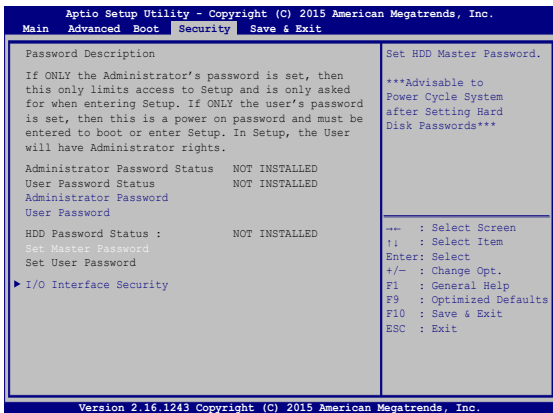 Aptio Setup Utility - Copyright (C) 2015 American Megatrends, Inc.
Main Advanced Boot Security Save & Exit
Password Description
If ONLY the Administrator's password is set, then
this only limits access to Setup and is only asked
for when entering Setup. If ONLY the user's password
is set, then this is a power on password and must be
entered to boot or enter Setup. In Setup, the User
will have Administrator rights.
Administrator Password Status NOT INSTALLED
User Password Status NOT INSTALLED
Administrator Password
User Password
HDD Password Status : NOT INSTALLED
Set Master Password
Set User Password
I/O Interface Security
Set HDD Master Password.
***Advisable to
Power Cycle System
after Setting Hard
Disk Passwords***
→← : Select Screen
↑↓ : Select Item
Enter: Select
+/— : Change Opt.
F1 : General Help
F9 : Optimized Defaults
F10 : Save & Exit
ESC : Exit
Version 2.16.1243 Copyright (C) 2015 American Megatrends, Inc.